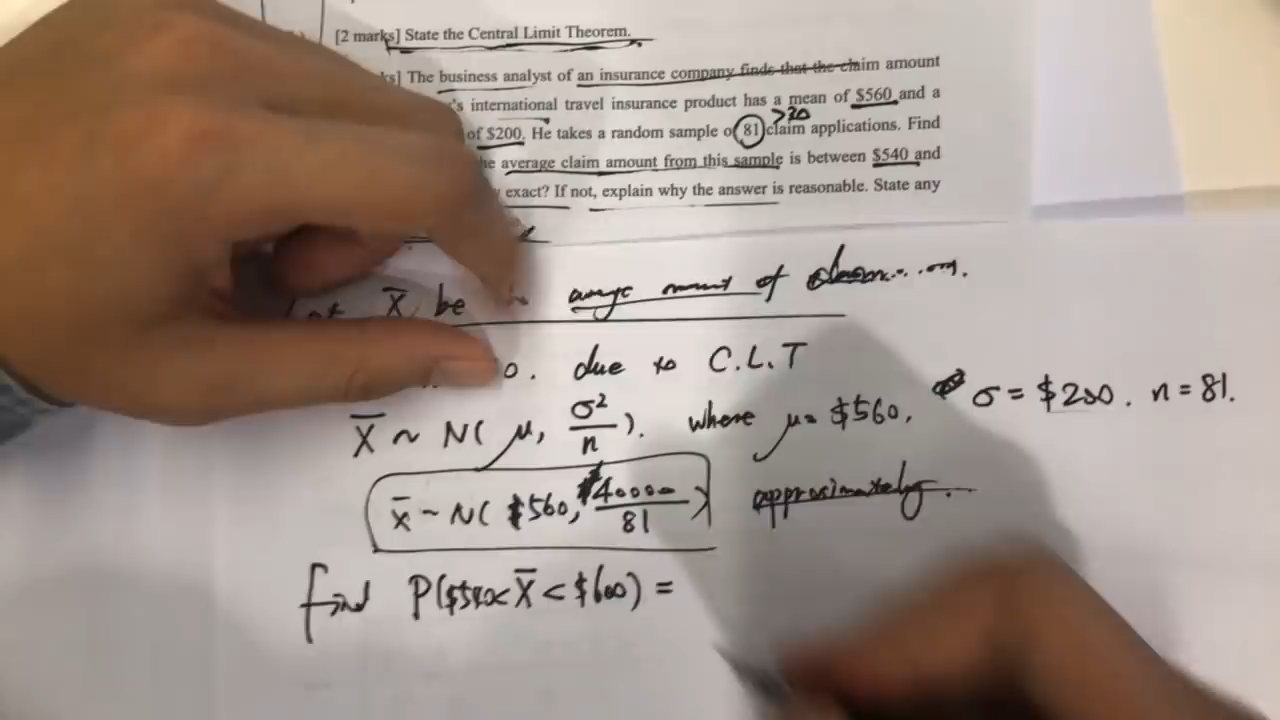 [2 marks] State the Central Limit Theorem.
ks] The business analyst of an insurance company finds that the claim amount
's international travel insurance product has a mean of $560 and a
>30
of $200. He takes a random sample o 81 claim applications. Find
he average claim amount from this sample is between $540 and
exact? If not, explain why the answer is reasonable. State any
X̄ be average amount of
0. due to C.L.T
X̄ ~ N( μ, σ²/n ). where μ = $560, σ = $200. n = 81.
X̄ ~ N( $560, 40000/81 ) approximately.
find P($540< X̄ < $600) =